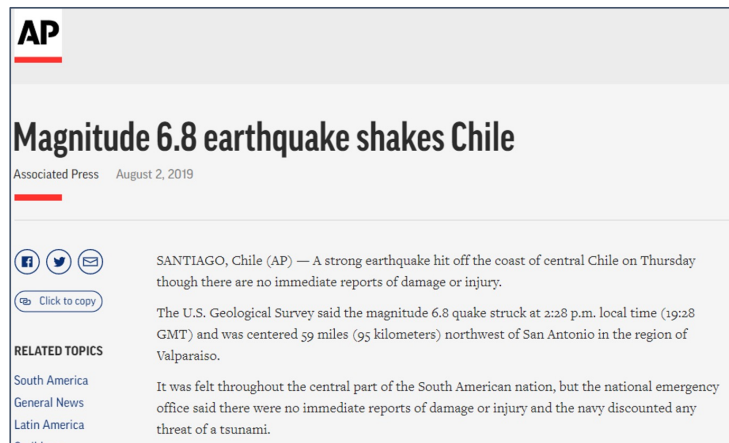 AP
Magnitude 6.8 earthquake shakes Chile
Associated Press August 2, 2019
Click to copy
RELATED TOPICS
South America
General News
Latin America
SANTIAGO, Chile (AP) — A strong earthquake hit off the coast of central Chile on Thursday
though there are no immediate reports of damage or injury.
The U.S. Geological Survey said the magnitude 6.8 quake struck at 2:28 p.m. local time (19:28
GMT) and was centered 59 miles (95 kilometers) northwest of San Antonio in the region of
Valparaiso.
It was felt throughout the central part of the South American nation, but the national emergency
office said there were no immediate reports of damage or injury and the navy discounted any
threat of a tsunami.